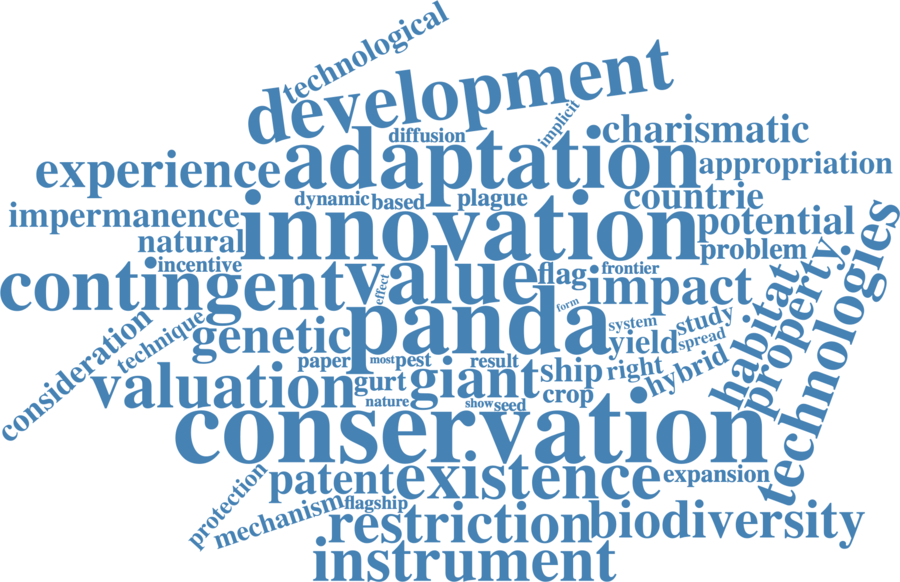 technological
development
implicit
diffusion
charismatic
adaptation
experience
appropriation
dynamic
based
plague
countrie
impermanence
innovation
potential
natural
problem
incentive
contingent
value
effect
flag
frontier
impact
habitat
property
technologies
panda
form
consideration
technique
genetic
system
study
yield
spread
paper
most
pest
result
giant
ship
right
hybrid
valuation
gurt
nature
show
seed
crop
conservation
patent
existence
expansion
protection
mechanism
flagship
restriction
biodiversity
instrument